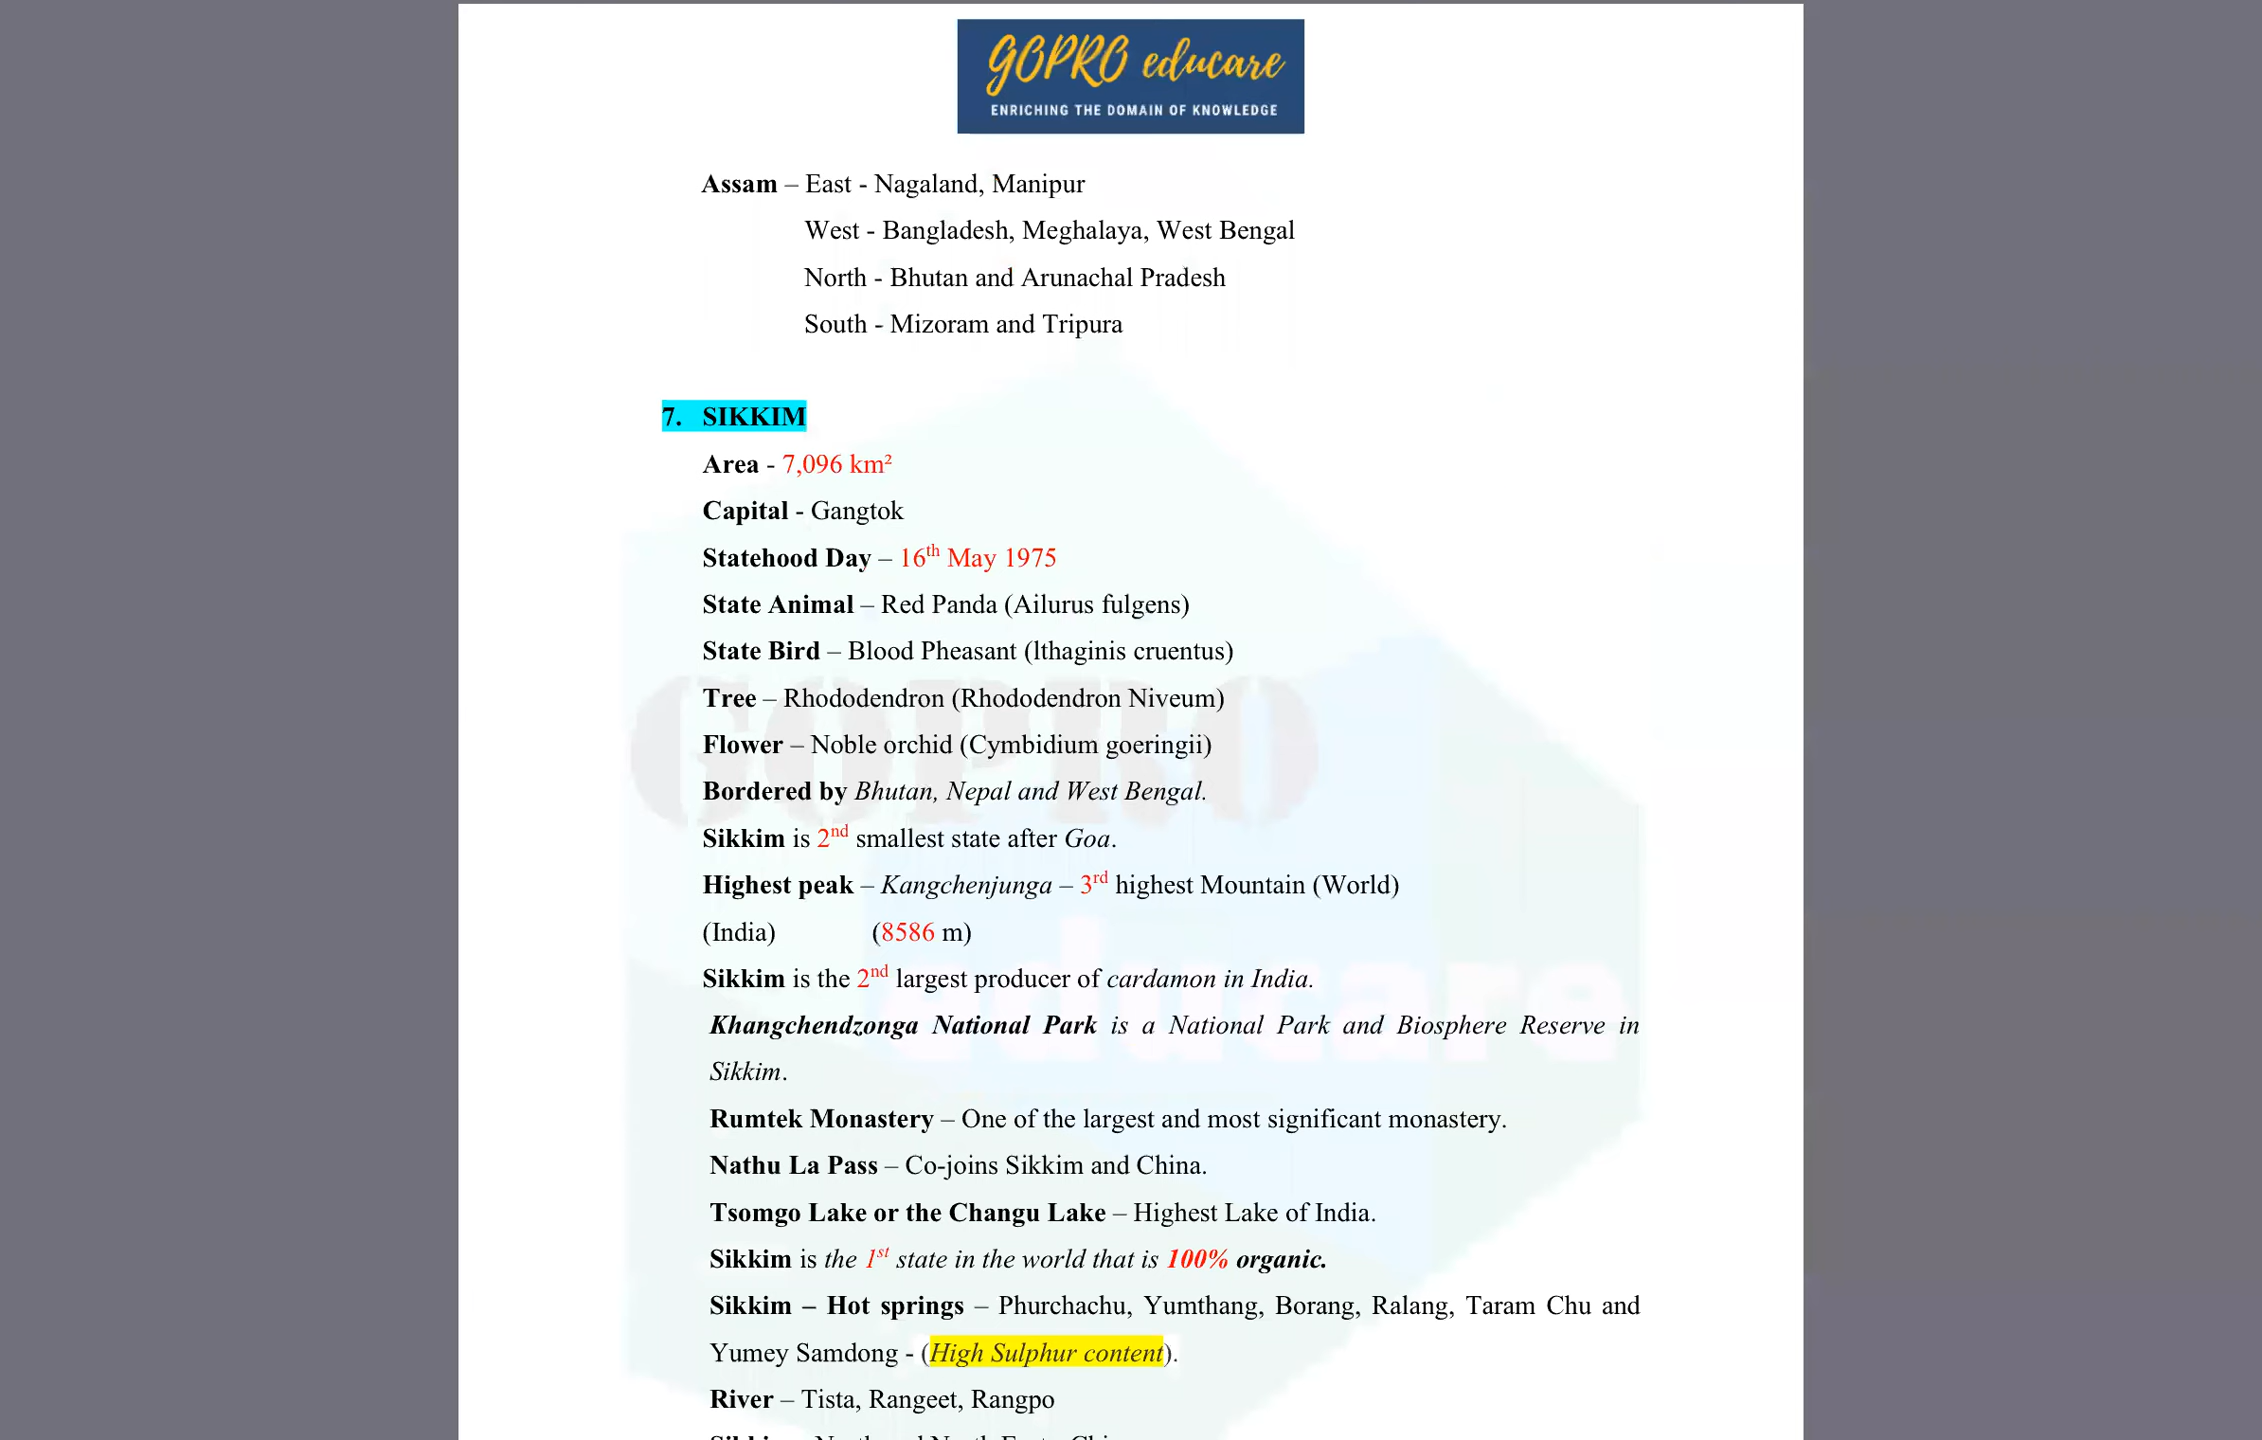 GOPRO educare
ENRICHING THE DOMAIN OF KNOWLEDGE
Assam – East - Nagaland, Manipur
West - Bangladesh, Meghalaya, West Bengal
North - Bhutan and Arunachal Pradesh
South - Mizoram and Tripura
7. SIKKIM
Area - 7,096 km²
Capital - Gangtok
Statehood Day – 16th May 1975
State Animal – Red Panda (Ailurus fulgens)
State Bird – Blood Pheasant (lthaginis cruentus)
Tree – Rhododendron (Rhododendron Niveum)
Flower – Noble orchid (Cymbidium goeringii)
Bordered by Bhutan, Nepal and West Bengal.
Sikkim is 2nd smallest state after Goa.
Highest peak – Kangchenjunga – 3rd highest Mountain (World)
(India) (8586 m)
Sikkim is the 2nd largest producer of cardamon in India.
Khangchendzonga National Park is a National Park and Biosphere Reserve in
Sikkim.
Rumtek Monastery – One of the largest and most significant monastery.
Nathu La Pass – Co-joins Sikkim and China.
Tsomgo Lake or the Changu Lake – Highest Lake of India.
Sikkim is the 1st state in the world that is 100% organic.
Sikkim – Hot springs – Phurchachu, Yumthang, Borang, Ralang, Taram Chu and
Yumey Samdong - (High Sulphur content).
River – Tista, Rangeet, Rangpo
GOPRO
educare